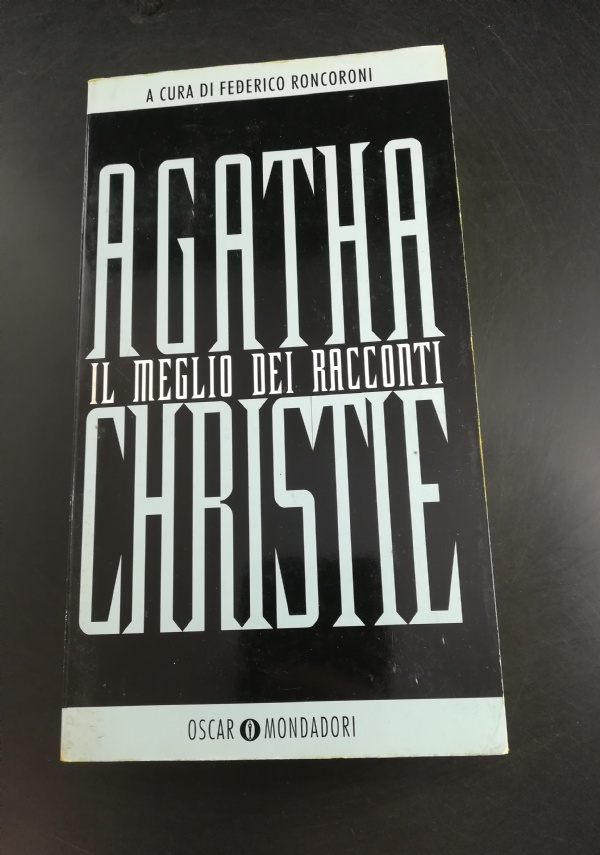 A CURA DI FEDERICO RONCORONI
AGATHA
IL MEGLIO DEI RACCONTI
CHRISTIE
OSCAR MONDADORI